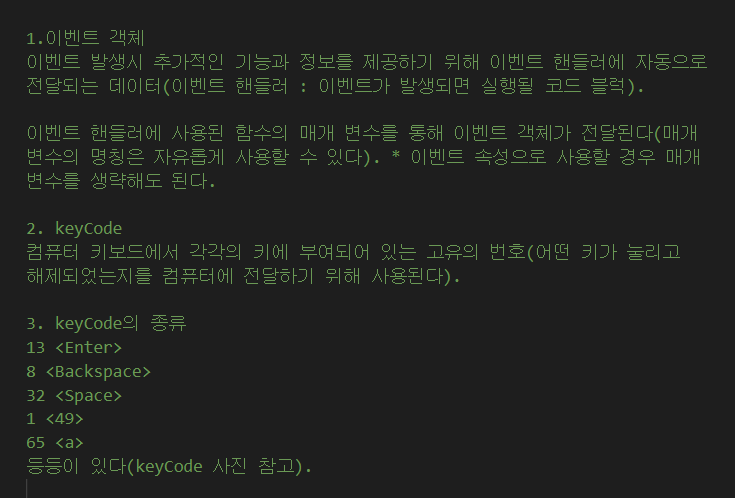 1.이벤트 객체
이벤트 발생시 추가적인 기능과 정보를 제공하기 위해 이벤트 핸들러에 자동으로
전달되는 데이터(이벤트 핸들러 : 이벤트가 발생되면 실행될 코드 블럭).
이벤트 핸들러에 사용된 함수의 매개 변수를 통해 이벤트 객체가 전달된다(매개
변수의 명칭은 자유롭게 사용할 수 있다). * 이벤트 속성으로 사용할 경우 매개
변수를 생략해도 된다.
2. keyCode
컴퓨터 키보드에서 각각의 키에 부여되어 있는 고유의 번호(어떤 키가 눌리고
해제되었는지를 컴퓨터에 전달하기 위해 사용된다).
3. keyCode의 종류
13 <Enter>
8 <Backspace>
32 <Space>
1 <49>
65 <a>
등등이 있다(keyCode 사진 참고).